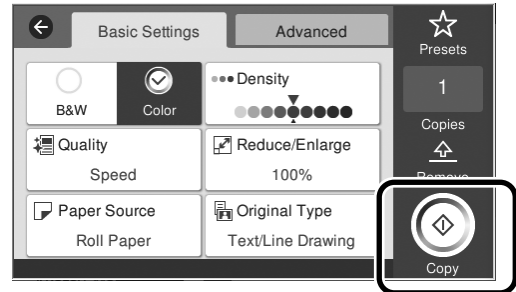 Basic Settings
Advanced
Presets
B&W
Color
Density
1
Copies
Quality
Speed
Reduce/Enlarge
100%
Remove
Paper Source
Roll Paper
Original Type
Text/Line Drawing
Copy